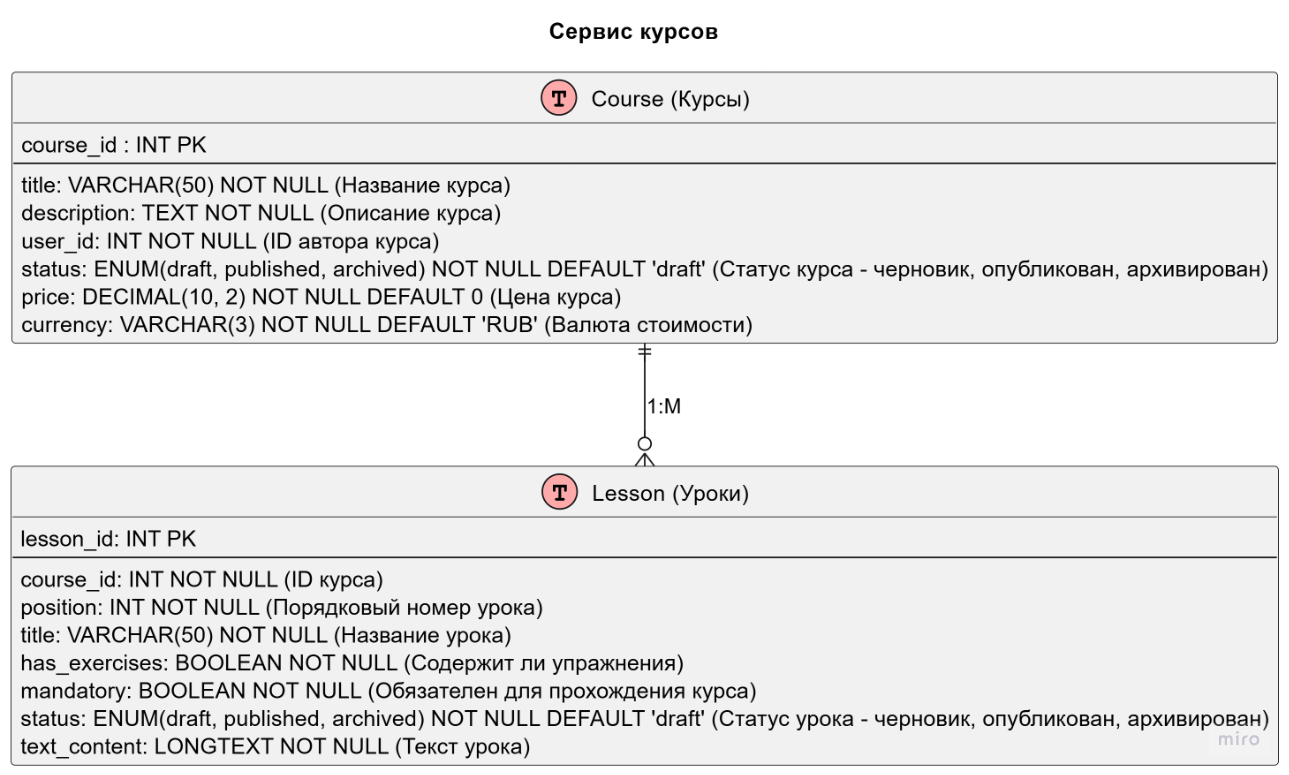 Сервис курсов
T Course (Курсы)
course_id : INT PK
title: VARCHAR(50) NOT NULL (Название курса)
description: TEXT NOT NULL (Описание курса)
user_id: INT NOT NULL (ID автора курса)
status: ENUM(draft, published, archived) NOT NULL DEFAULT 'draft' (Статус курса - черновик, опубликован, архивирован)
price: DECIMAL(10, 2) NOT NULL DEFAULT 0 (Цена курса)
currency: VARCHAR(3) NOT NULL DEFAULT 'RUB' (Валюта стоимости)
1:M
T Lesson (Уроки)
lesson_id: INT PK
course_id: INT NOT NULL (ID курса)
position: INT NOT NULL (Порядковый номер урока)
title: VARCHAR(50) NOT NULL (Название урока)
has_exercises: BOOLEAN NOT NULL (Содержит ли упражнения)
mandatory: BOOLEAN NOT NULL (Обязателен для прохождения курса)
status: ENUM(draft, published, archived) NOT NULL DEFAULT 'draft' (Статус урока - черновик, опубликован, архивирован)
text_content: LONGTEXT NOT NULL (Текст урока)
miro